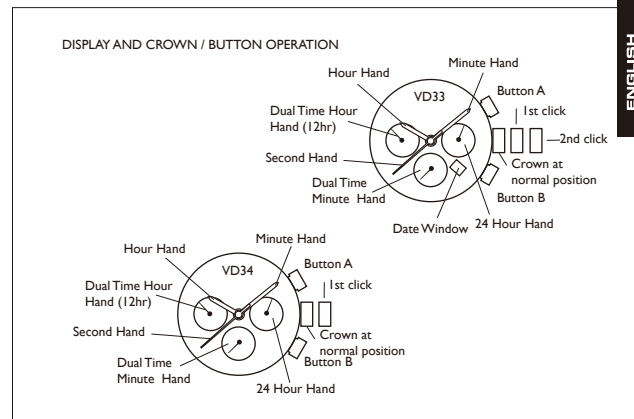 ENGLISH
DISPLAY AND CROWN / BUTTON OPERATION
Minute Hand
Hour Hand
VD33
Button A
1st click
Dual Time Hour
Hand (12hr)
2nd click
Second Hand
Crown at
normal position
Dual Time
Minute Hand
Button B
Date Window
24 Hour Hand
Minute Hand
Hour Hand
VD34
Button A
1st click
Dual Time Hour
Hand (12hr)
Second Hand
Crown at
normal position
Dual Time
Minute Hand
Button B
24 Hour Hand